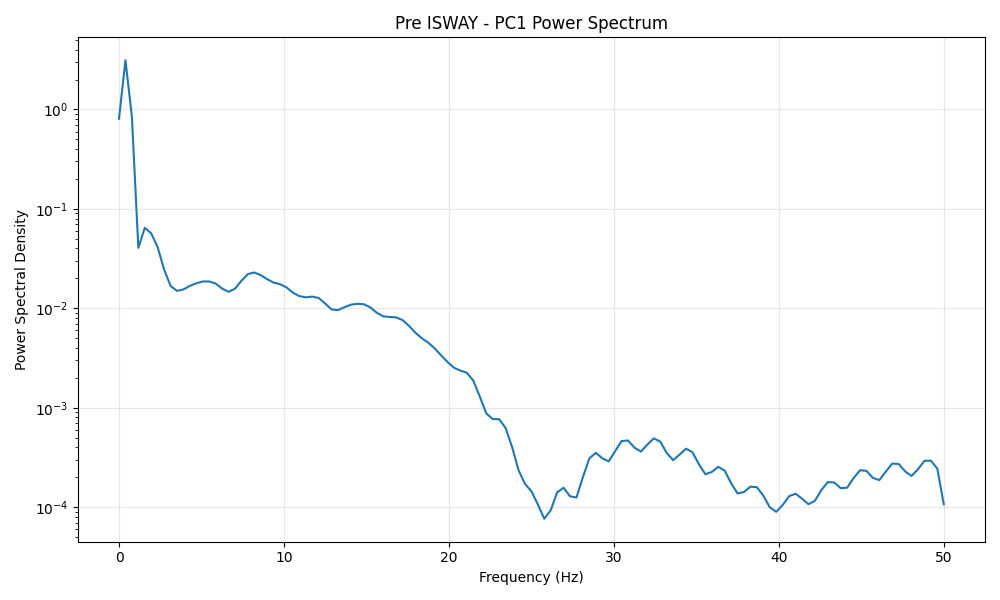 Pre ISWAY - PC1 Power Spectrum
Power Spectral Density
10⁰
10⁻¹
10⁻²
10⁻³
10⁻⁴
0 10 20 30 40 50
Frequency (Hz)